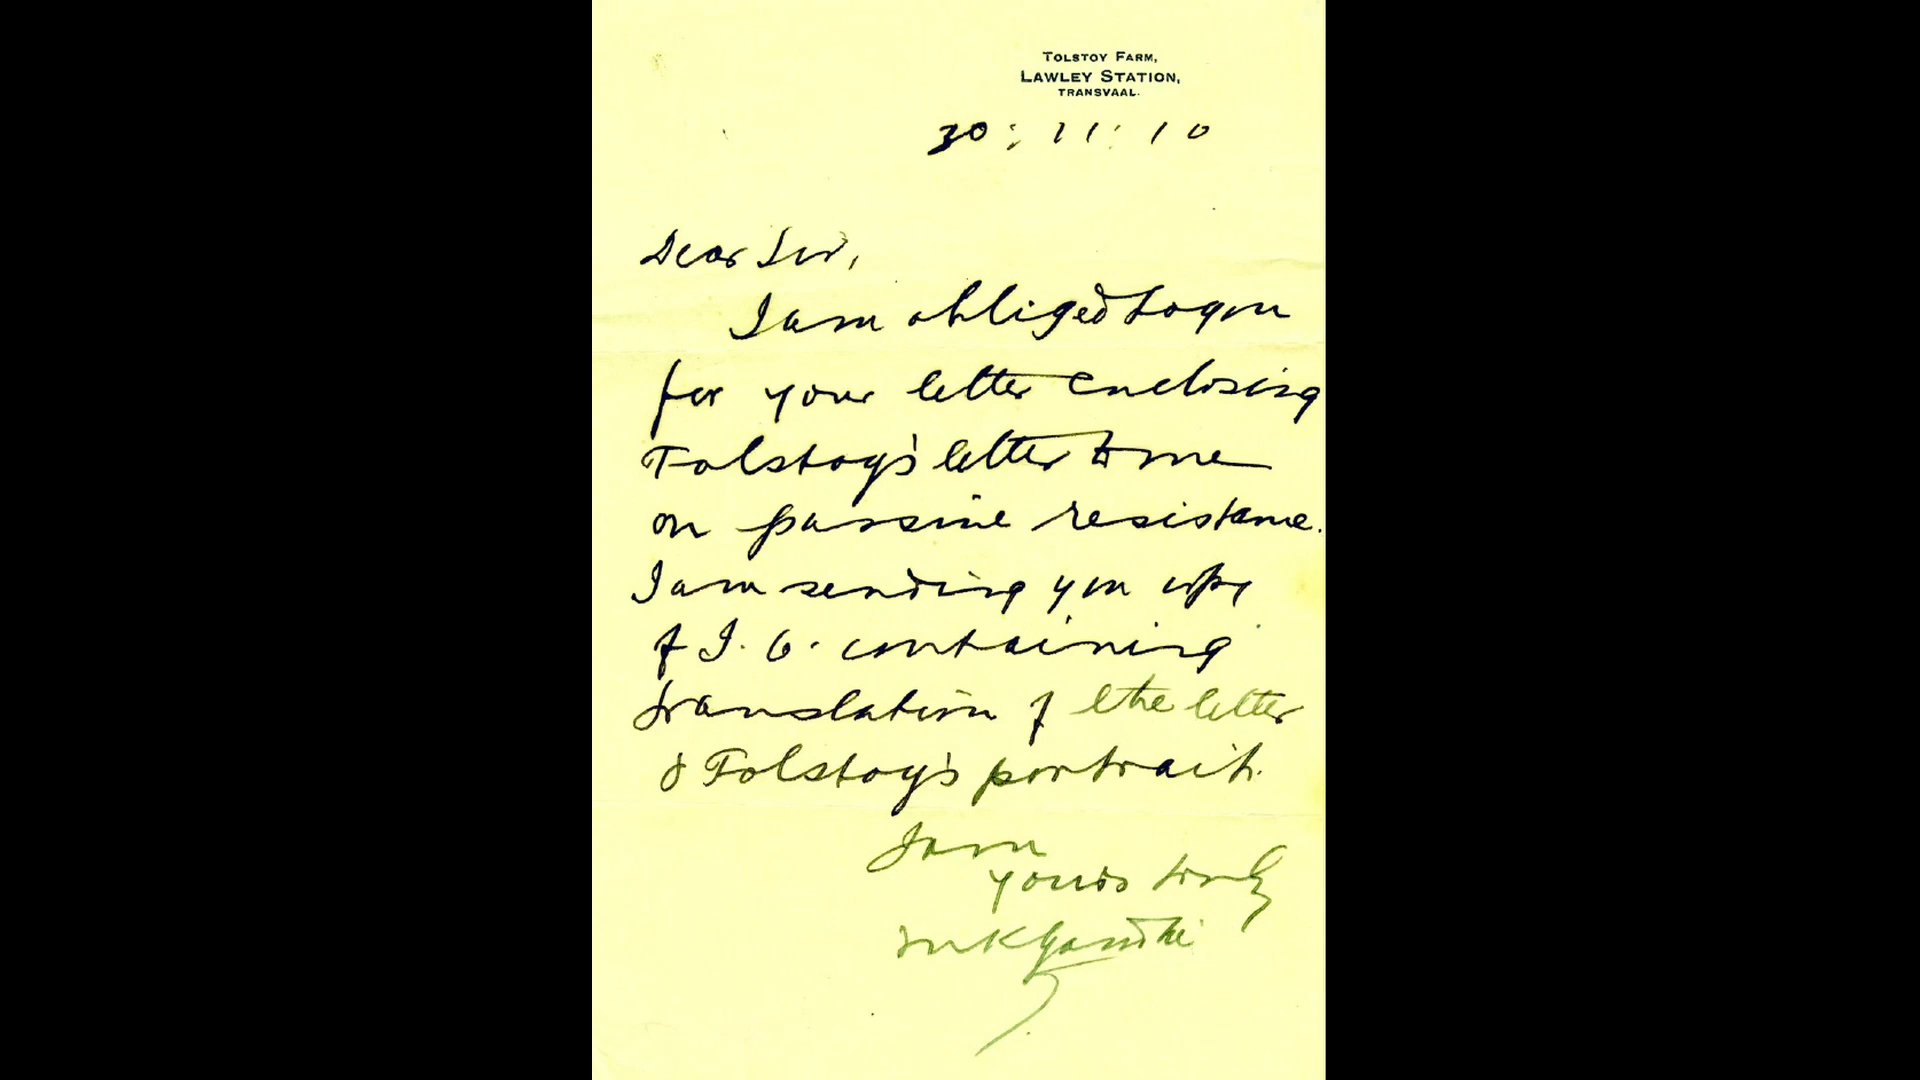 TOLSTOY FARM,
LAWLEY STATION,
TRANSVAAL.
30:11:10
Dear Sir,
I am obliged to you
for your letter enclosing
Tolstoy's letter to me
on passive resistance.
I am sending you copy
of I. O. containing
translation of the letter
& Tolstoy's portrait.
I am
yours truly
MKGandhi